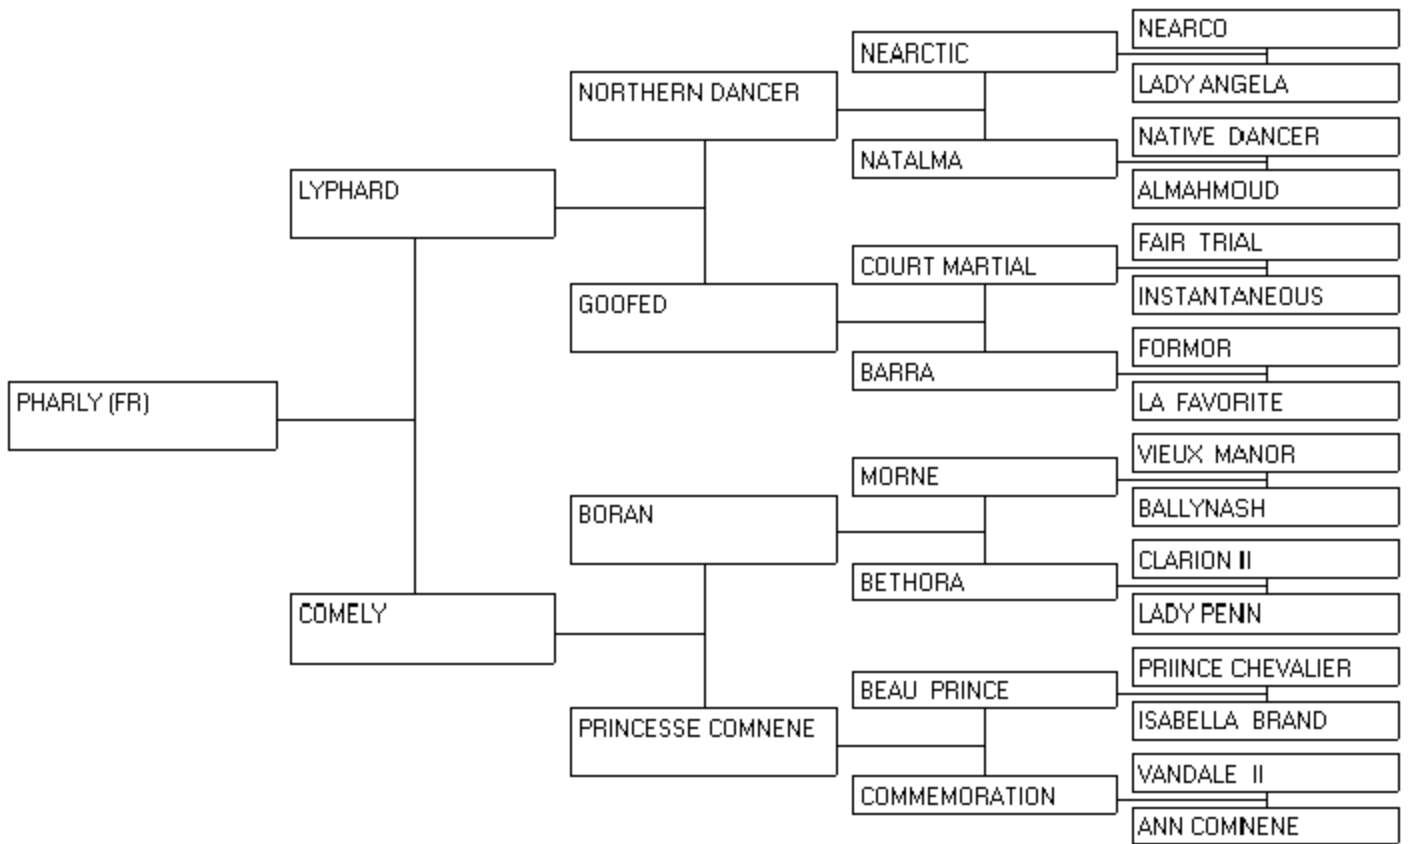 NEARCO
NEARCTIC
LADY ANGELA
NORTHERN DANCER
NATIVE DANCER
NATALMA
ALMAHMOUD
LYPHARD
FAIR TRIAL
COURT MARTIAL
INSTANTANEOUS
GOOFED
FORMOR
BARRA
LA FAVORITE
PHARLY (FR)
VIEUX MANOR
MORNE
BALLYNASH
BORAN
CLARION II
BETHORA
LADY PENN
COMELY
PRIINCE CHEVALIER
BEAU PRINCE
ISABELLA BRAND
PRINCESSE COMNENE
VANDALE II
COMMEMORATION
ANN COMNENE